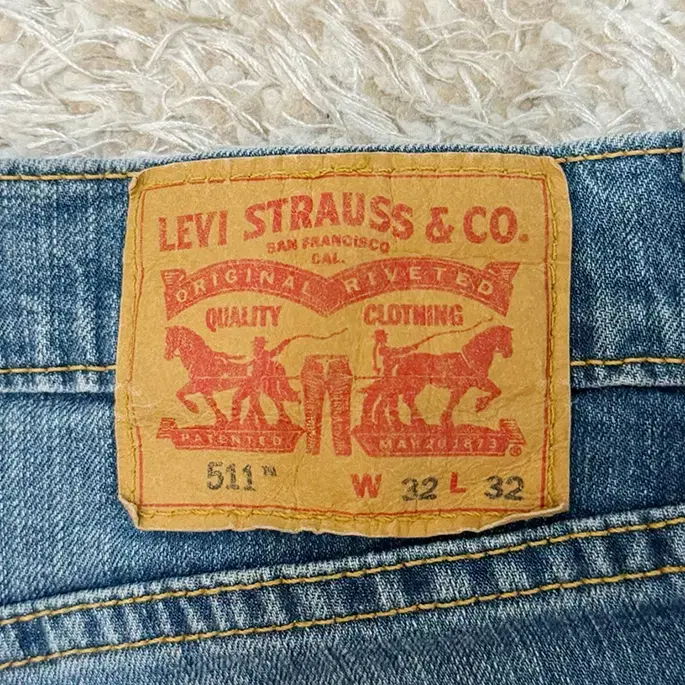 LEVI STRAUSS & CO.
SAN FRANCISCO
CAL.
ORIGINAL RIVETED
QUALITY CLOTHING
PATENTED MAY 20 1873
511™ W 32 L 32